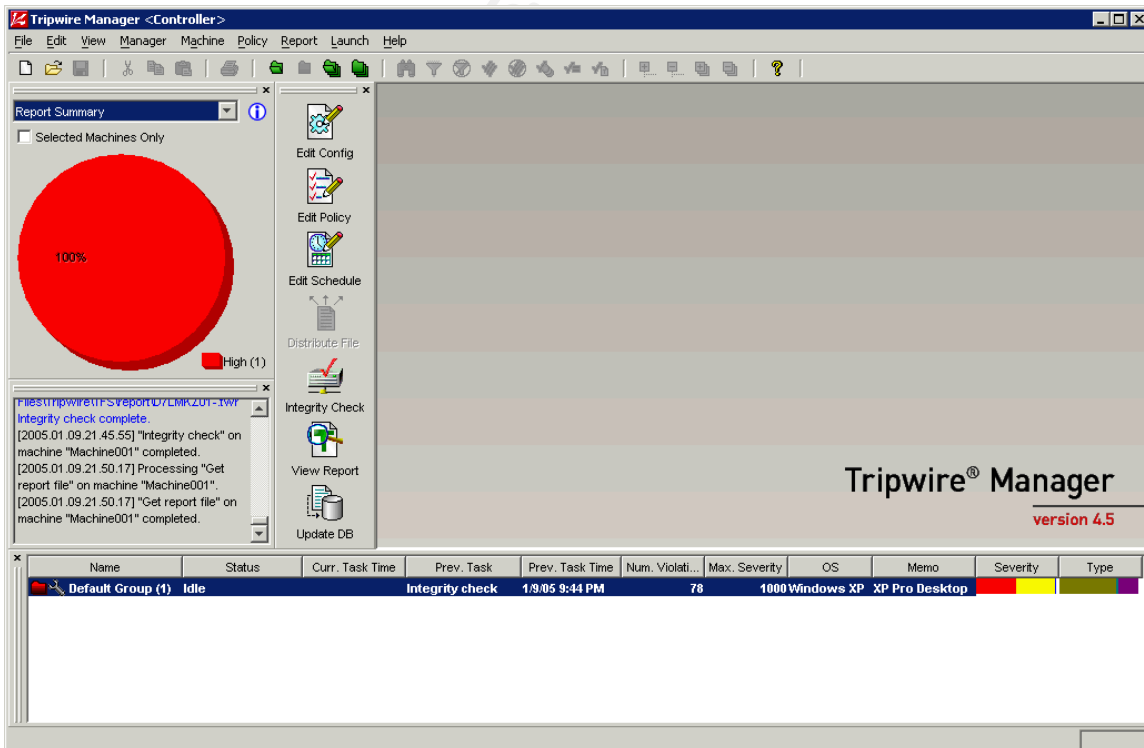 Tripwire Manager <Controller>
File Edit View Manager Machine Policy Report Launch Help
Report Summary
Selected Machines Only
100%
High (1)
Integrity check complete.
[2005.01.09.21.45.55] "Integrity check" on
machine "Machine001" completed.
[2005.01.09.21.50.17] Processing "Get
report file" on machine "Machine001".
[2005.01.09.21.50.17] "Get report file" on
machine "Machine001" completed.
Edit Config
Edit Policy
Edit Schedule
Distribute File
Integrity Check
View Report
Update DB
Tripwire® Manager
version 4.5
Name Status Curr. Task Time Prev. Task Prev. Task Time Num. Violati... Max. Severity OS Memo Severity Type
Default Group (1) Idle Integrity check 1/9/05 9:44 PM 78 1000 Windows XP XP Pro Desktop